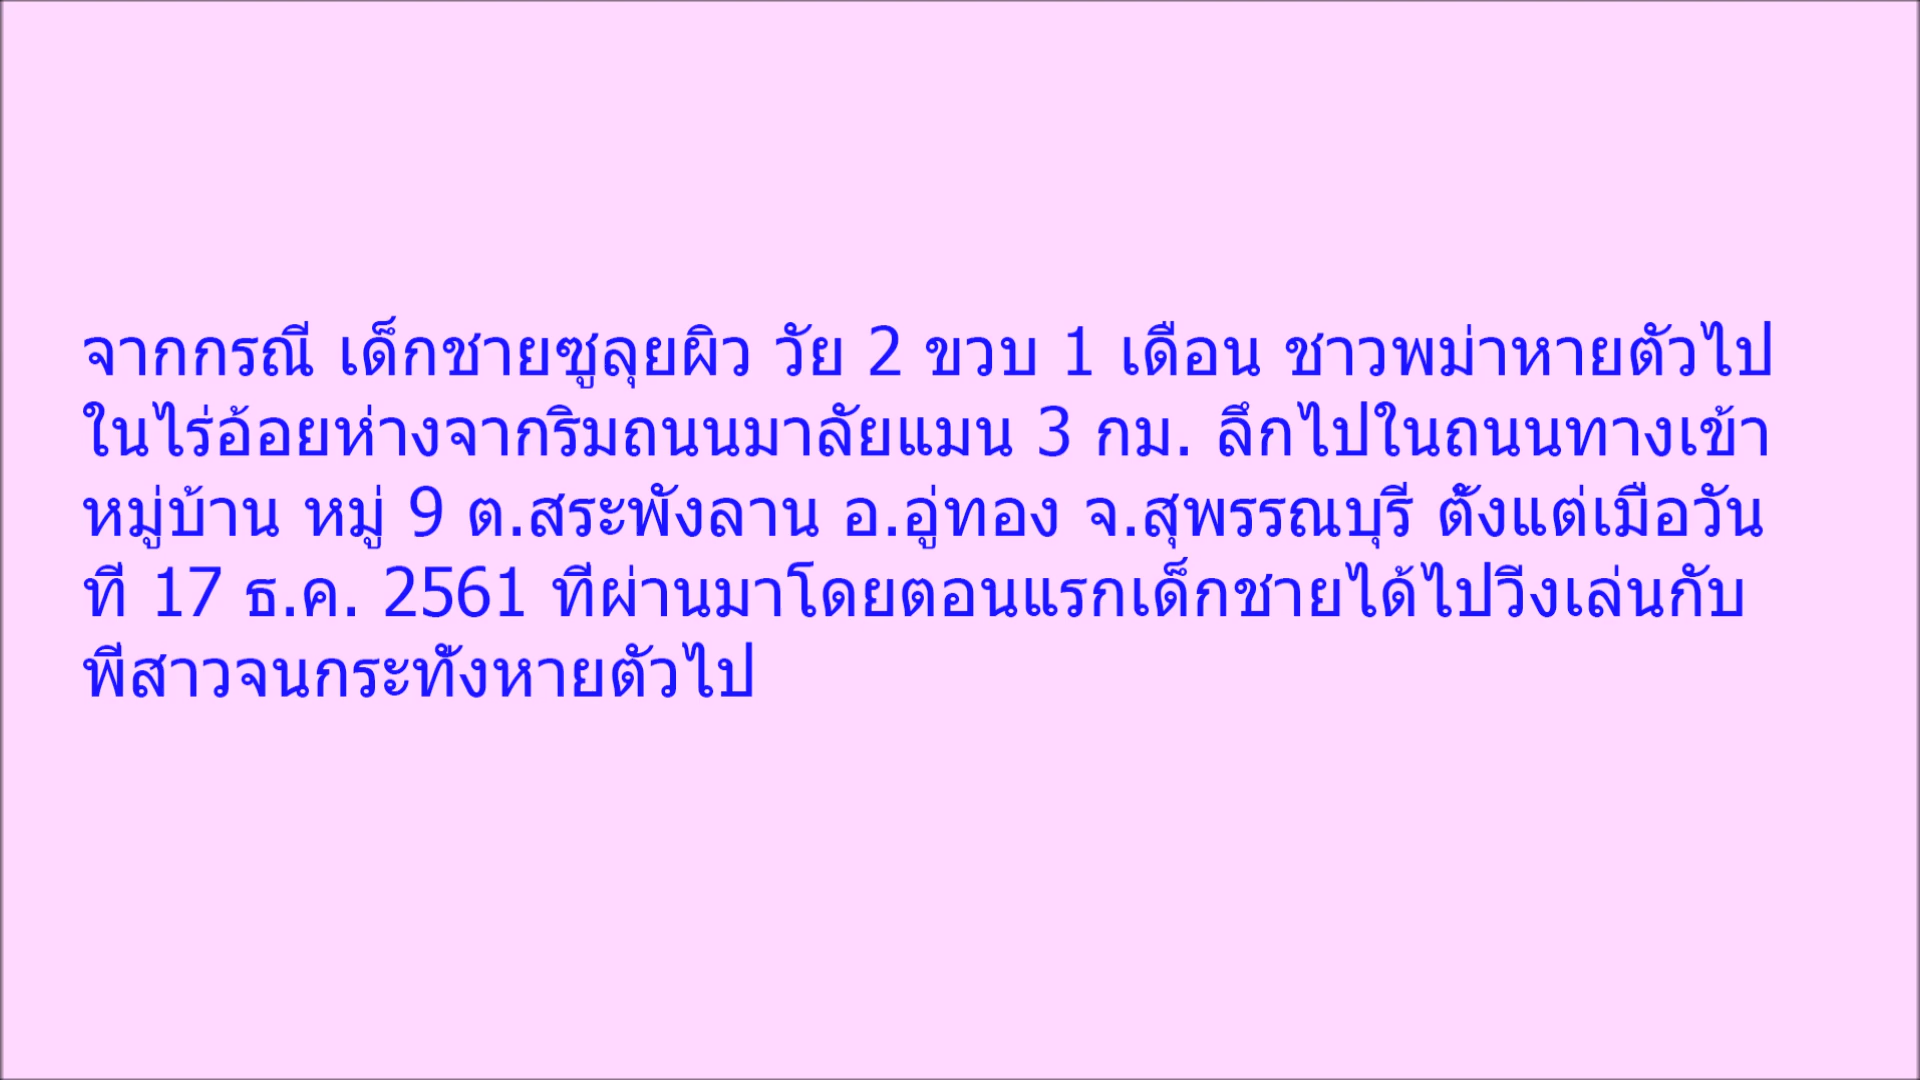 จากกรณี เด็กชายซูลุยผิว วัย 2 ขวบ 1 เดือน ชาวพม่าหายตัวไป
ในไร่อ้อยห่างจากริมถนนมาลัยแมน 3 กม. ลึกไปในถนนทางเข้า
หมู่บ้าน หมู่ 9 ต.สระพังลาน อ.อู่ทอง จ.สุพรรณบุรี ตั้งแต่เมื่อวัน
ที่ 17 ธ.ค. 2561 ที่ผ่านมาโดยตอนแรกเด็กชายได้ไปวิ่งเล่นกับ
พี่สาวจนกระทั่งหายตัวไป